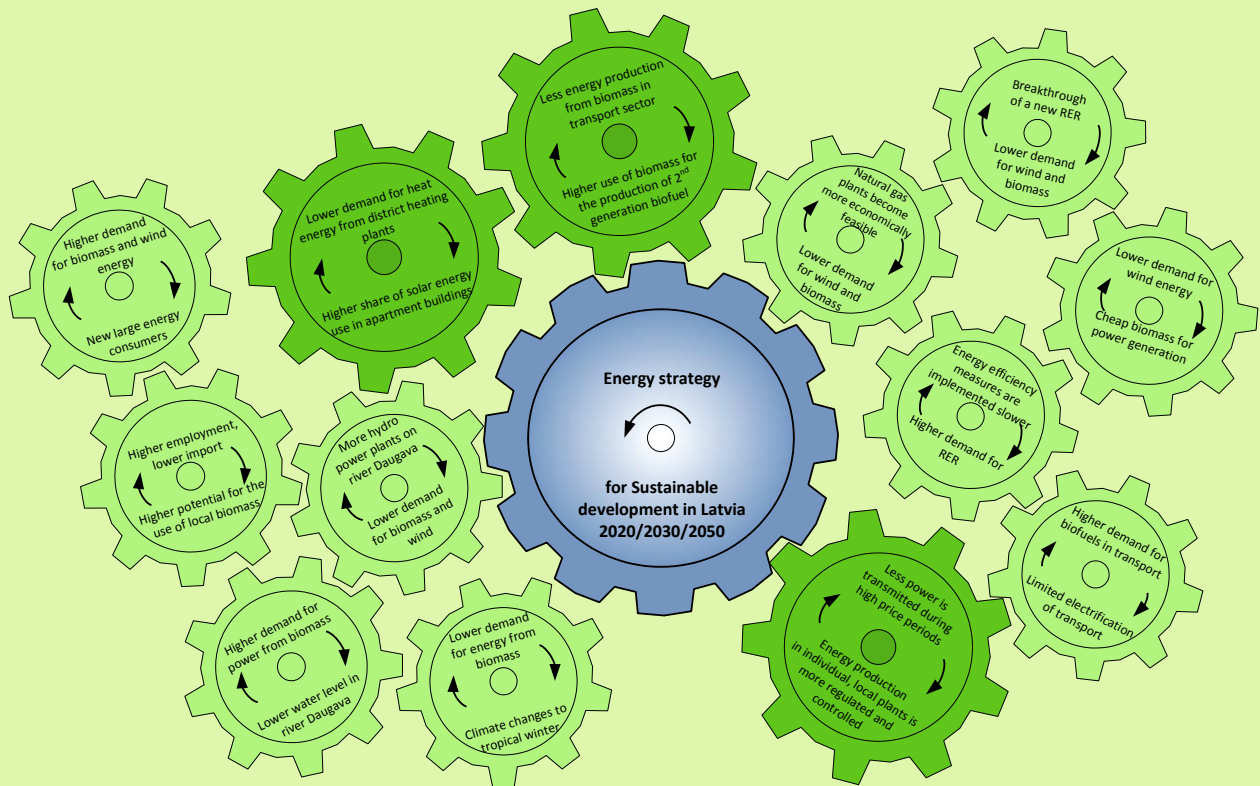 Less energy production
from biomass in
transport sector
Higher use of biomass for
the production of 2nd
generation biofuel
Breakthrough
of a new RER
Lower demand
for wind and
biomass
Lower demand for heat
energy from district heating
plants
Higher share of solar energy
use in apartment buildings
Natural gas
plants become
more economically
feasible
Lower demand
for wind and
biomass
Higher demand
for biomass and wind
energy
New large energy
consumers
Lower demand for
wind energy
Cheap biomass for
power generation
Energy strategy
for Sustainable
development in Latvia
2020/2030/2050
Energy efficiency
measures are
implemented slower
Higher demand for
RER
Higher employment,
lower import
Higher potential for the
use of local biomass
More hydro
power plants on
river Daugava
Lower demand
for biomass and
wind
Higher demand for
biofuels in transport
Limited electrification
of transport
Less power is
transmitted during
high price periods
Energy production
in individual, local plants is
more regulated and
controlled
Higher demand for
power from biomass
Lower water level in
river Daugava
Lower demand
for energy from
biomass
Climate changes to
tropical winter